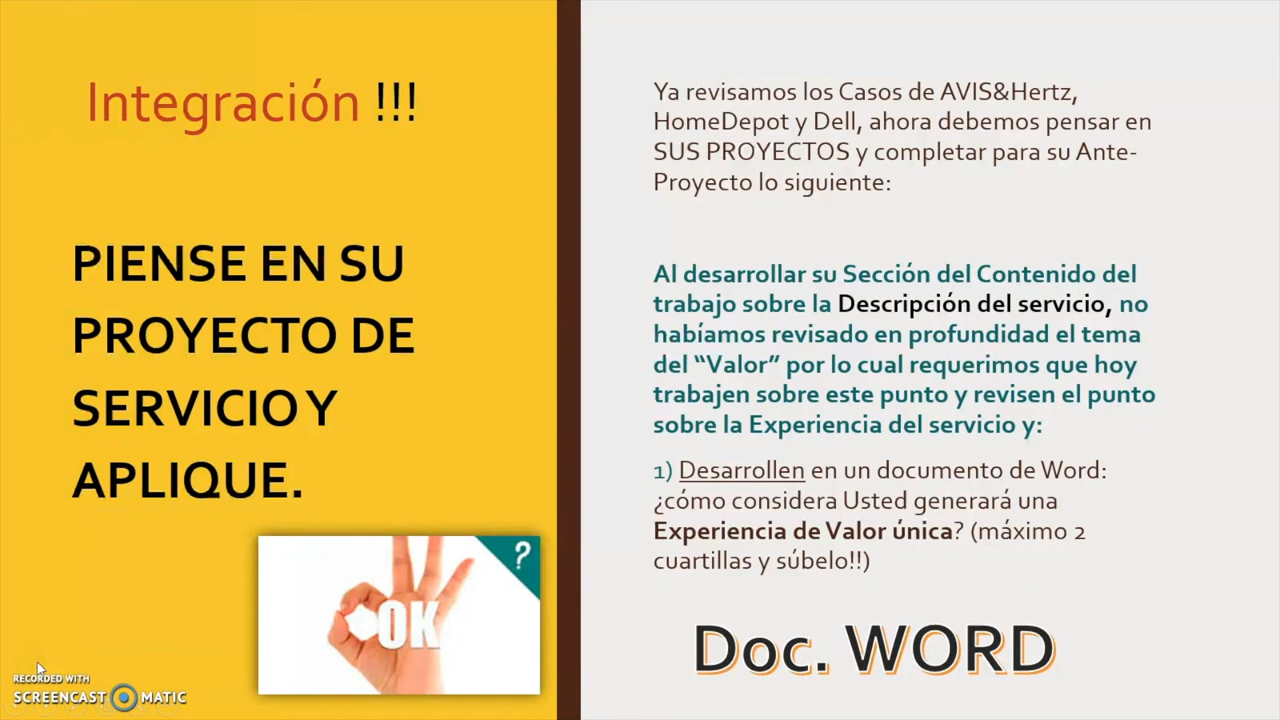 Integración !!!
PIENSE EN SU
PROYECTO DE
SERVICIO Y
APLIQUE.
?
OK
RECORDED WITH
SCREENCAST MATIC
Ya revisamos los Casos de AVIS&Hertz,
HomeDepot y Dell, ahora debemos pensar en
SUS PROYECTOS y completar para su Ante-
Proyecto lo siguiente:
Al desarrollar su Sección del Contenido del
trabajo sobre la Descripción del servicio, no
habíamos revisado en profundidad el tema
del “Valor” por lo cual requerimos que hoy
trabajen sobre este punto y revisen el punto
sobre la Experiencia del servicio y:
1) Desarrollen en un documento de Word:
¿cómo considera Usted generará una
Experiencia de Valor única? (máximo 2
cuartillas y súbelo!!)
Doc. WORD